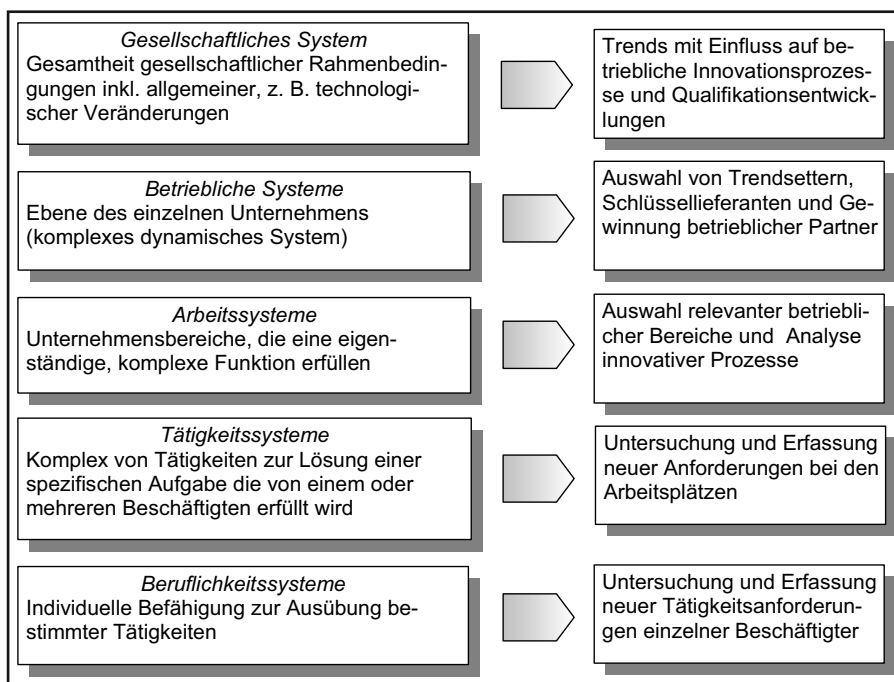 Gesellschaftliches System
Gesamtheit gesellschaftlicher Rahmenbedin-
gungen inkl. allgemeiner, z. B. technologi-
scher Veränderungen
Trends mit Einfluss auf be-
triebliche Innovationsprozes-
se und Qualifikationsentwick-
lungen
Betriebliche Systeme
Ebene des einzelnen Unternehmens
(komplexes dynamisches System)
Auswahl von Trendsettern,
Schlüssellieferanten und Ge-
winnung betrieblicher Partner
Arbeitssysteme
Unternehmensbereiche, die eine eigen-
ständige, komplexe Funktion erfüllen
Auswahl relevanter betriebli-
cher Bereiche und Analyse
innovativer Prozesse
Tätigkeitssysteme
Komplex von Tätigkeiten zur Lösung einer
spezifischen Aufgabe die von einem oder
mehreren Beschäftigten erfüllt wird
Untersuchung und Erfassung
neuer Anforderungen bei den
Arbeitsplätzen
Beruflichkeitssysteme
Individuelle Befähigung zur Ausübung be-
stimmter Tätigkeiten
Untersuchung und Erfassung
neuer Tätigkeitsanforderun-
gen einzelner Beschäftigter